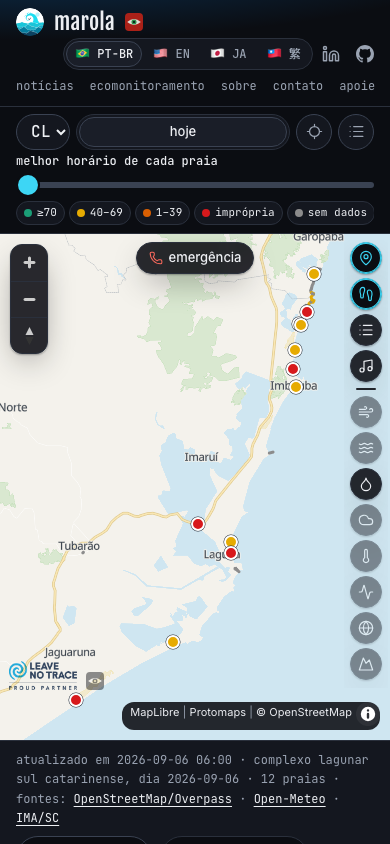 marola
PT-BR EN JA 繁
notícias ecomonitoramento sobre contato apoie
CL hoje
melhor horário de cada praia
≥70 40–69 1–39 imprópria sem dados
Garopaba
emergência
Imbituba
Norte
Imaruí
Tubarão
Laguna
Jaguaruna
LEAVE
NO TRACE
PROUD PARTNER
MapLibre | Protomaps | © OpenStreetMap
atualizado em 2026-09-06 06:00 · complexo lagunar
sul catarinense, dia 2026-09-06 · 12 praias ·
fontes: OpenStreetMap/Overpass · Open-Meteo ·
IMA/SC